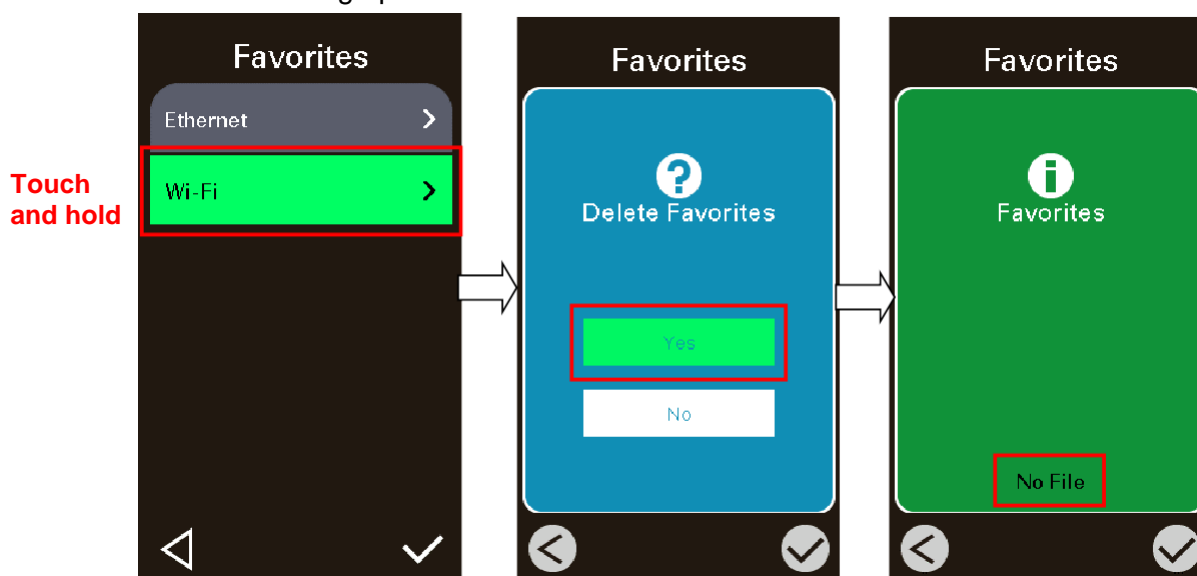 Touch
and hold
Favorites
Ethernet
Wi-Fi
Favorites
?
Delete Favorites
Yes
No
Favorites
i
Favorites
No File